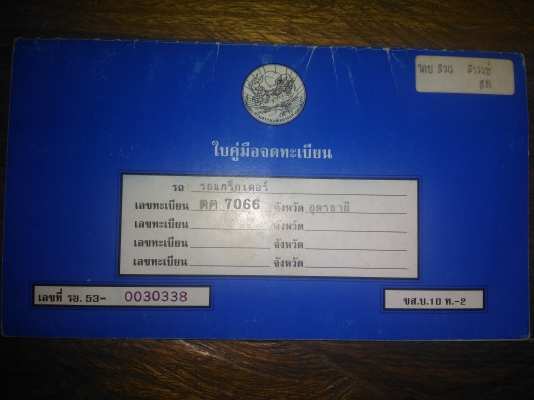 ใบคู่มือจดทะเบียน
รถ รถแทร็กเตอร์
เลขทะเบียน ตค 7066 จังหวัด อุดรธานี
เลขทะเบียน จังหวัด
เลขทะเบียน จังหวัด
เลขทะเบียน จังหวัด
เลขที่ รย. 53- 0030338
ขส.บ.10 ท.-2